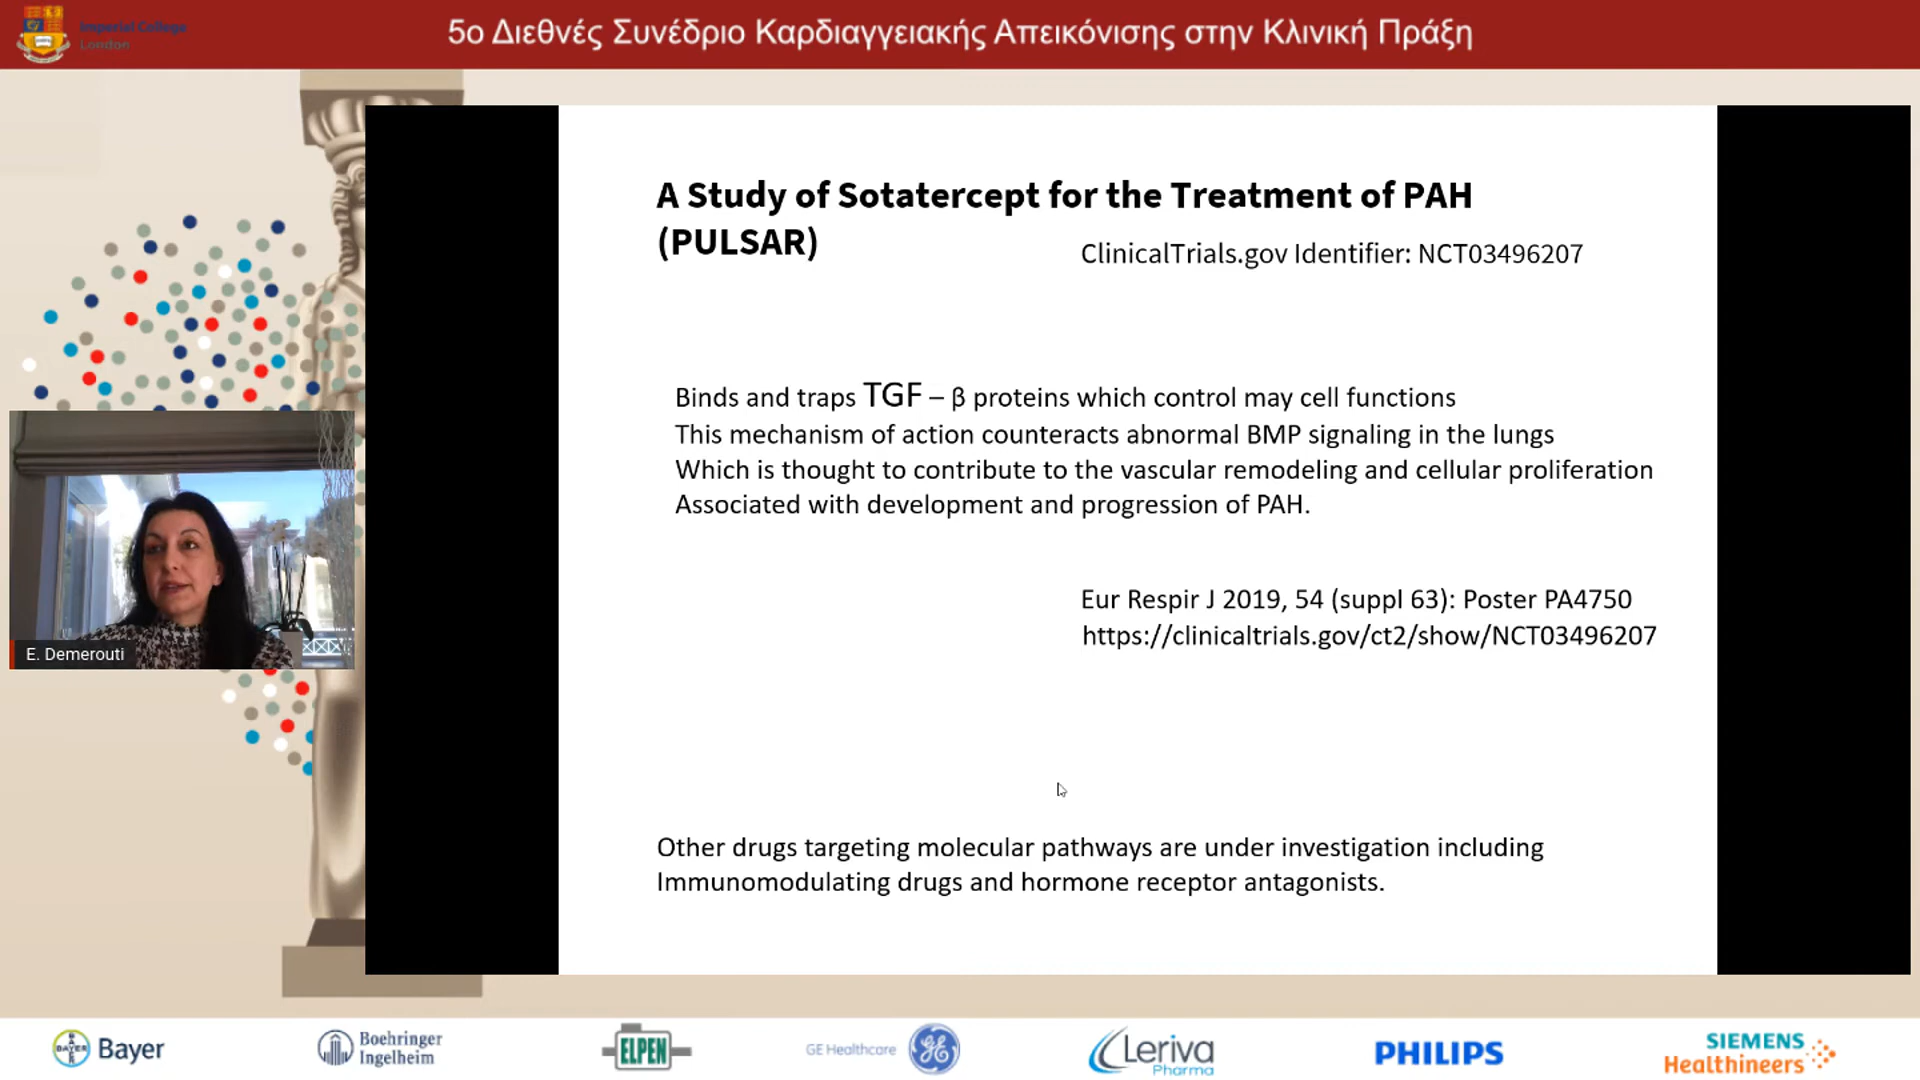 Imperial College
London
5ο Διεθνές Συνέδριο Καρδιαγγειακής Απεικόνισης στην Κλινική Πράξη
A Study of Sotatercept for the Treatment of PAH
(PULSAR)
ClinicalTrials.gov Identifier: NCT03496207
Binds and traps TGF – β proteins which control may cell functions
This mechanism of action counteracts abnormal BMP signaling in the lungs
Which is thought to contribute to the vascular remodeling and cellular proliferation
Associated with development and progression of PAH.
Eur Respir J 2019, 54 (suppl 63): Poster PA4750
https://clinicaltrials.gov/ct2/show/NCT03496207
E. Demerouti
Other drugs targeting molecular pathways are under investigation including
Immunomodulating drugs and hormone receptor antagonists.
BAYER
Bayer
Boehringer
Ingelheim
ELPEN
GE Healthcare
GE
Leriva
Pharma
PHILIPS
SIEMENS
Healthineers